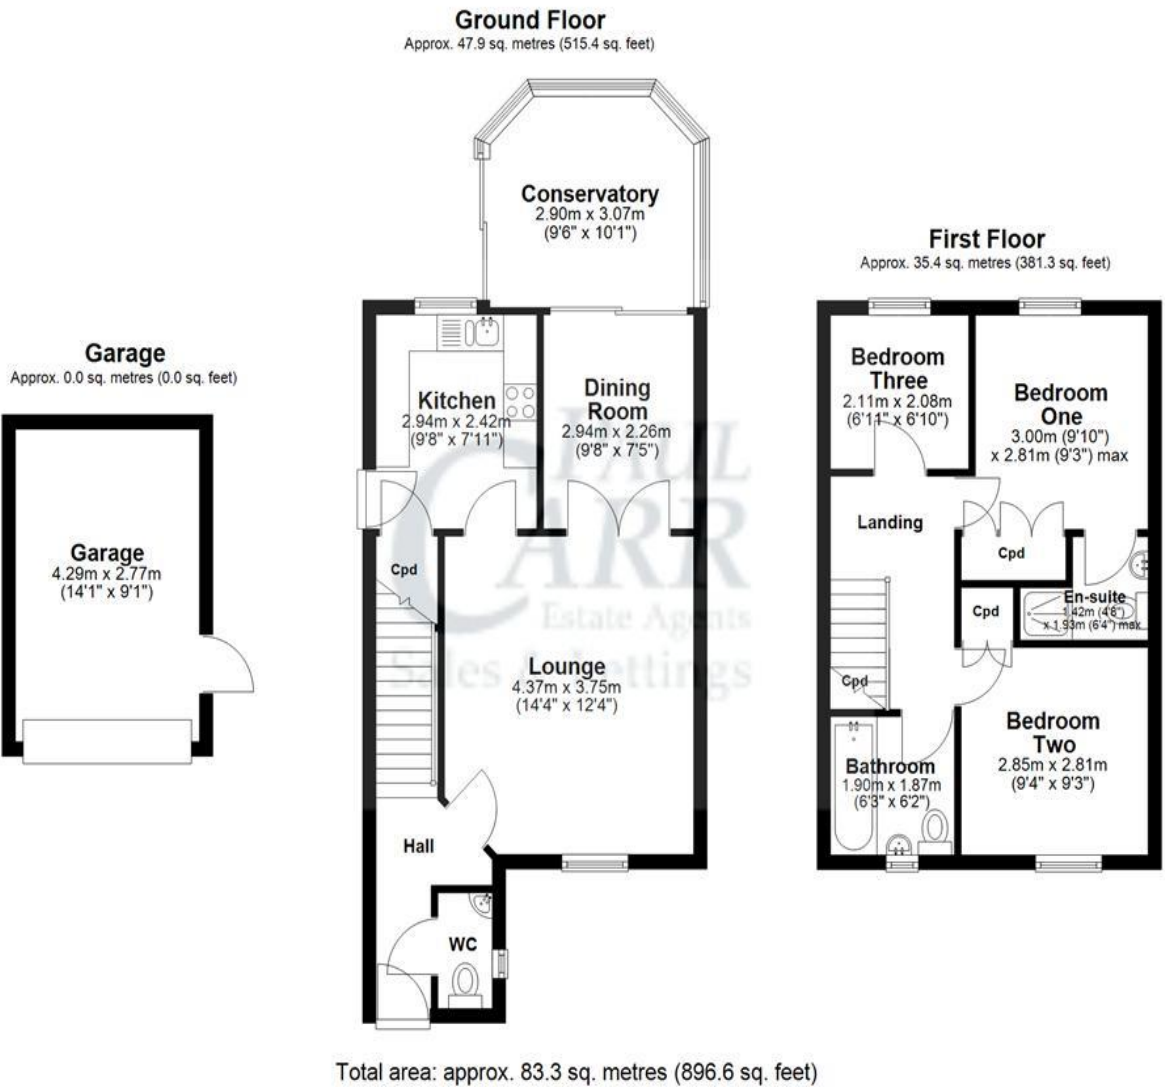 Ground Floor
Approx. 47.9 sq. metres (515.4 sq. feet)
Conservatory
2.90m x 3.07m
(9'6" x 10'1")
Kitchen
2.94m x 2.42m
(9'8" x 7'11")
Dining
Room
2.94m x 2.26m
(9'8" x 7'5")
Cpd
Lounge
4.37m x 3.75m
(14'4" x 12'4")
Hall
WC
Garage
Approx. 0.0 sq. metres (0.0 sq. feet)
Garage
4.29m x 2.77m
(14'1" x 9'1")
First Floor
Approx. 35.4 sq. metres (381.3 sq. feet)
Bedroom
Three
2.11m x 2.08m
(6'11" x 6'10")
Bedroom
One
3.00m (9'10")
x 2.81m (9'3") max
Landing
Cpd
Cpd
En-suite
1.42m (4'8")
x 1.93m (6'4") max
Cpd
Bathroom
1.90m x 1.87m
(6'3" x 6'2")
Bedroom
Two
2.85m x 2.81m
(9'4" x 9'3")
PAUL
CARR
Estate Agents
Sales & Lettings
Total area: approx. 83.3 sq. metres (896.6 sq. feet)